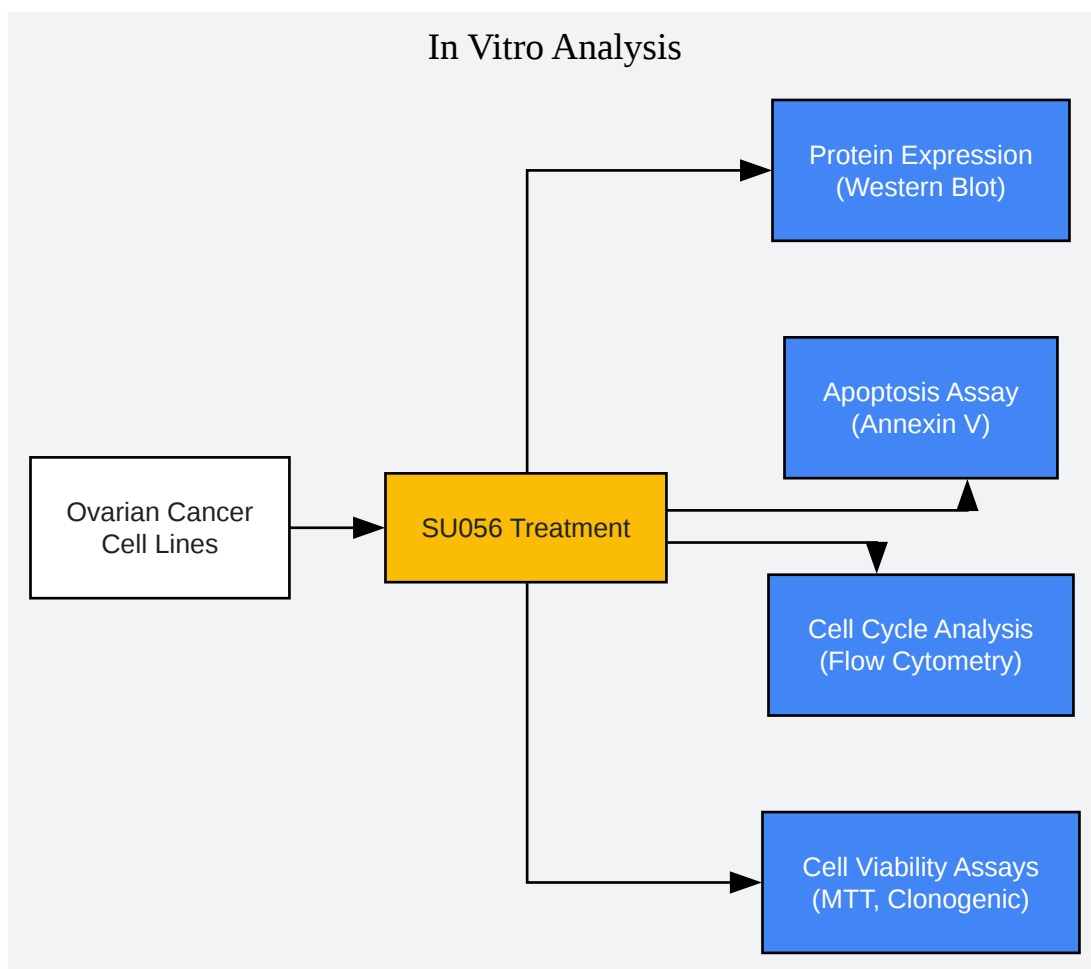 In Vitro Analysis
Protein Expression
(Western Blot)
Apoptosis Assay
(Annexin V)
Ovarian Cancer
Cell Lines
SU056 Treatment
Cell Cycle Analysis
(Flow Cytometry)
Cell Viability Assays
(MTT, Clonogenic)